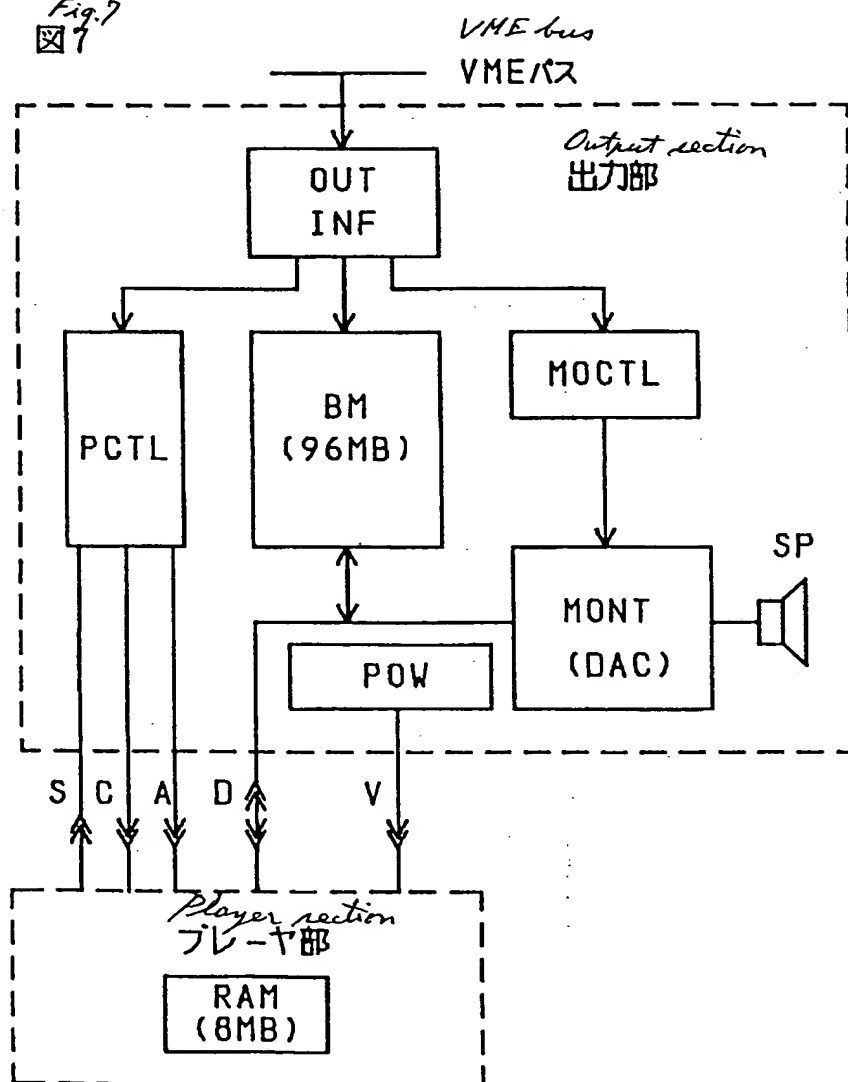 Fig.7
図7
VME bus
VMEバス
Output section
出力部
OUT
INF
PCTL
BM
(96MB)
MOCTL
SP
MONT
(DAC)
POW
S C A D V
Player section
プレーヤ部
RAM
(8MB)